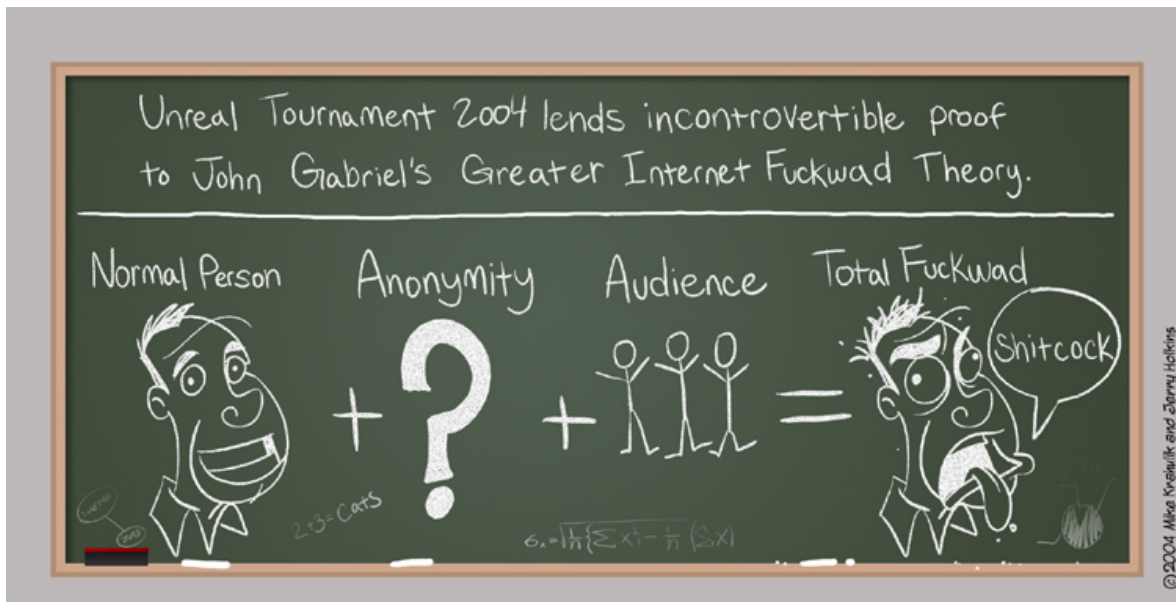 Unreal Tournament 2004 lends incontrovertible proof
to John Gabriel's Greater Internet Fuckwad Theory.
Normal Person
Anonymity
Audience
Total Fuckwad
+
?
+
=
Shitcock
2+3=cats
©2004 Mike Krahulik and Jerry Holkins